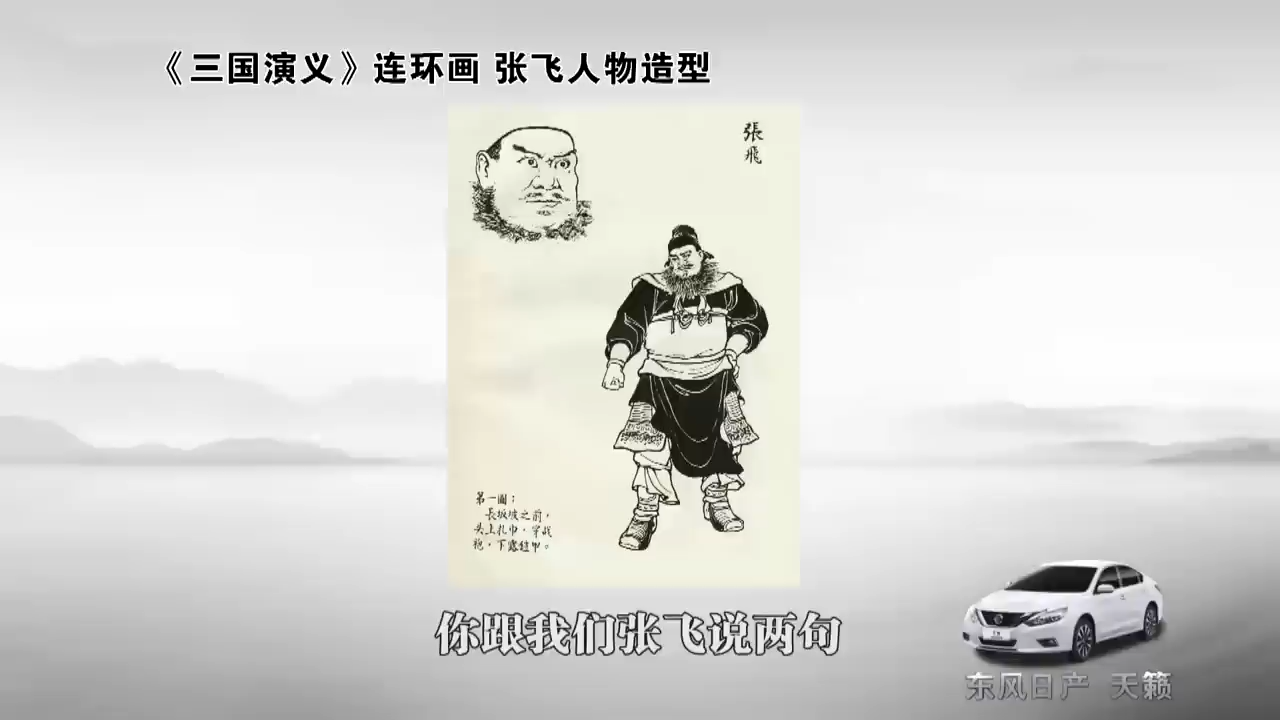 《三国演义》连环画 张飞人物造型
張
飛
第一圖：
長坂坡之前，
头上扎巾，穿战
袍，下露铠甲。
你跟我们张飞说两句
东风日产 天籁